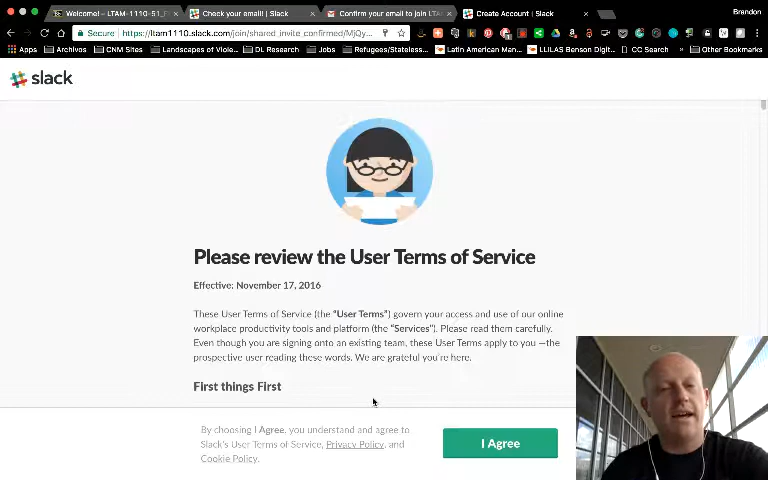 Welcome! – LTAM-1110-51_F
Check your email! | Slack
Confirm your email to join LTAM
Create Account | Slack
Brandon
Secure
https://ltam1110.slack.com/join/shared_invite_confirmed/MjQy
Apps
Archivos
CNM Sites
Landscapes of Viole
DL Research
Jobs
Refugees/Stateless
Latin American Man
LLILAS Benson Digit
CC Search
»
Other Bookmarks
slack
Please review the User Terms of Service
Effective: November 17, 2016
These User Terms of Service (the "User Terms") govern your access and use of our online
workplace productivity tools and platform (the "Services"). Please read them carefully.
Even though you are signing onto an existing team, these User Terms apply to you —the
prospective user reading these words. We are grateful you're here.
First things First
By choosing I Agree, you understand and agree to
Slack's User Terms of Service, Privacy Policy, and
Cookie Policy.
I Agree